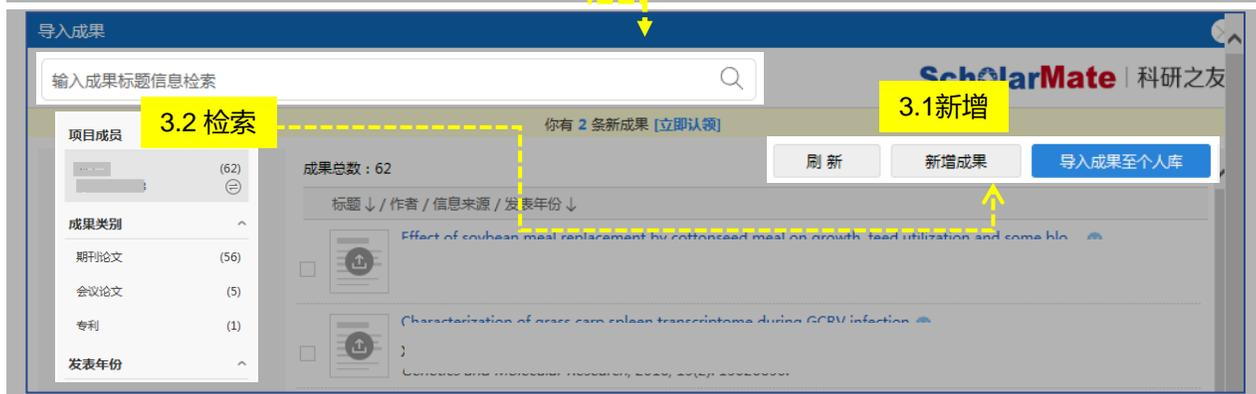 导入成果
输入成果标题信息检索
ScholarMate | 科研之友
3.2 检索
3.1新增
你有 2 条新成果 [立即认领]
项目成员
(62)
成果类别
期刊论文 (56)
会议论文 (5)
专利 (1)
发表年份
成果总数：62
刷 新
新增成果
导入成果至个人库
标题↓ / 作者 / 信息来源 / 发表年份↓
Effect of soybean meal replacement by cottonseed meal on growth, feed utilization and some blo...
Characterization of grass carp spleen transcriptome during GCRV infection
Genetics and Molecular Research, 2016, 15(2):